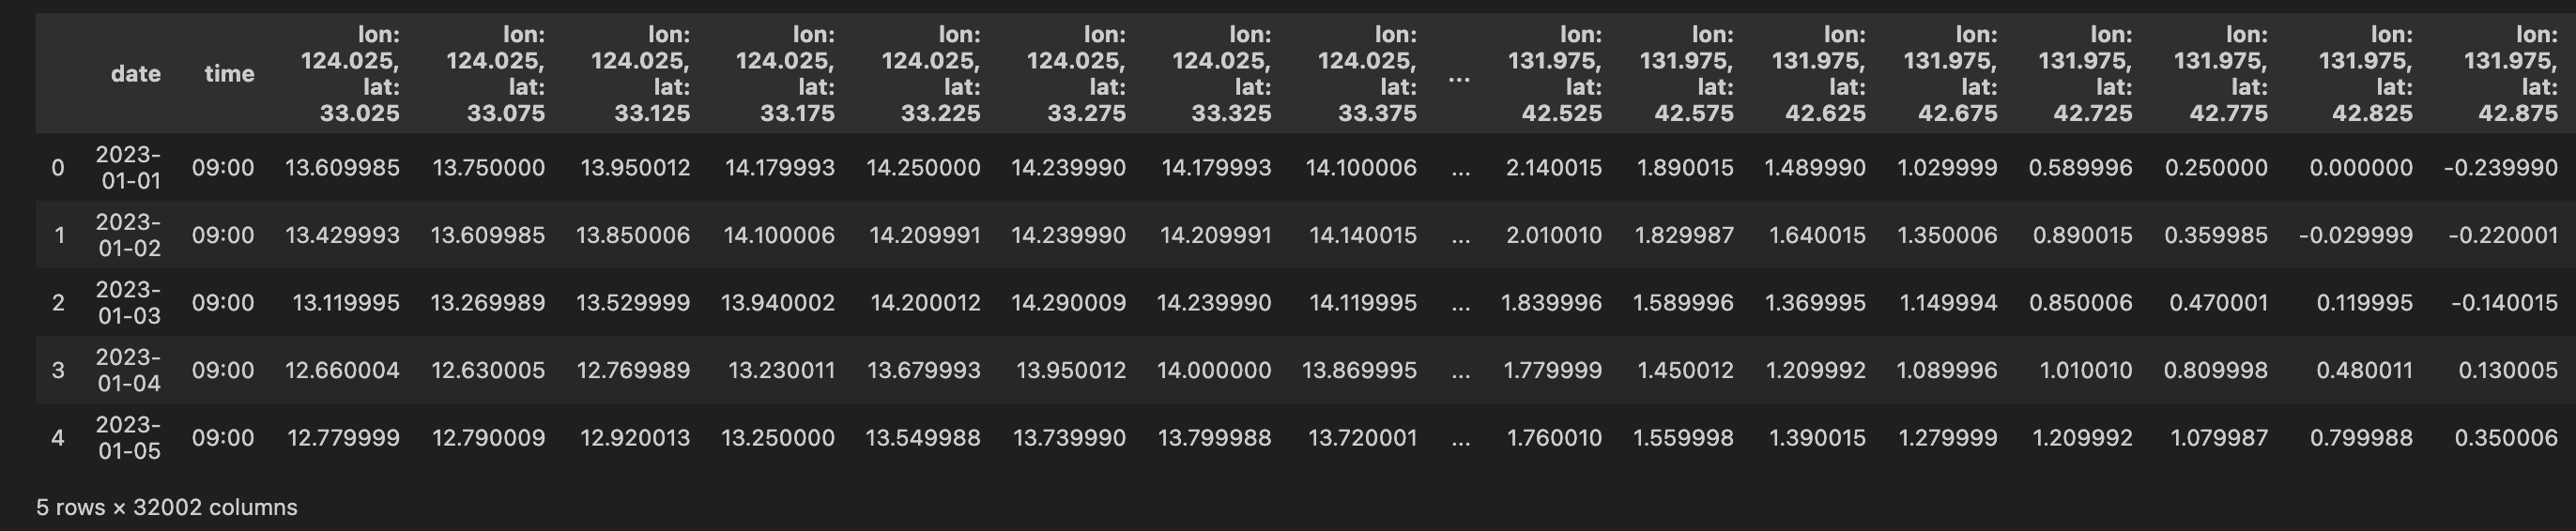 date time lon: 124.025, lat: 33.025 lon: 124.025, lat: 33.075 lon: 124.025, lat: 33.125 lon: 124.025, lat: 33.175 lon: 124.025, lat: 33.225 lon: 124.025, lat: 33.275 lon: 124.025, lat: 33.325 lon: 124.025, lat: 33.375 ... lon: 131.975, lat: 42.525 lon: 131.975, lat: 42.575 lon: 131.975, lat: 42.625 lon: 131.975, lat: 42.675 lon: 131.975, lat: 42.725 lon: 131.975, lat: 42.775 lon: 131.975, lat: 42.825 lon: 131.975, lat: 42.875
0 2023-01-01 09:00 13.609985 13.750000 13.950012 14.179993 14.250000 14.239990 14.179993 14.100006 ... 2.140015 1.890015 1.489990 1.029999 0.589996 0.250000 0.000000 -0.239990
1 2023-01-02 09:00 13.429993 13.609985 13.850006 14.100006 14.209991 14.239990 14.209991 14.140015 ... 2.010010 1.829987 1.640015 1.350006 0.890015 0.359985 -0.029999 -0.220001
2 2023-01-03 09:00 13.119995 13.269989 13.529999 13.940002 14.200012 14.290009 14.239990 14.119995 ... 1.839996 1.589996 1.369995 1.149994 0.850006 0.470001 0.119995 -0.140015
3 2023-01-04 09:00 12.660004 12.630005 12.769989 13.230011 13.679993 13.950012 14.000000 13.869995 ... 1.779999 1.450012 1.209992 1.089996 1.010010 0.809998 0.480011 0.130005
4 2023-01-05 09:00 12.779999 12.790009 12.920013 13.250000 13.549988 13.739990 13.799988 13.720001 ... 1.760010 1.559998 1.390015 1.279999 1.209992 1.079987 0.799988 0.350006
5 rows × 32002 columns